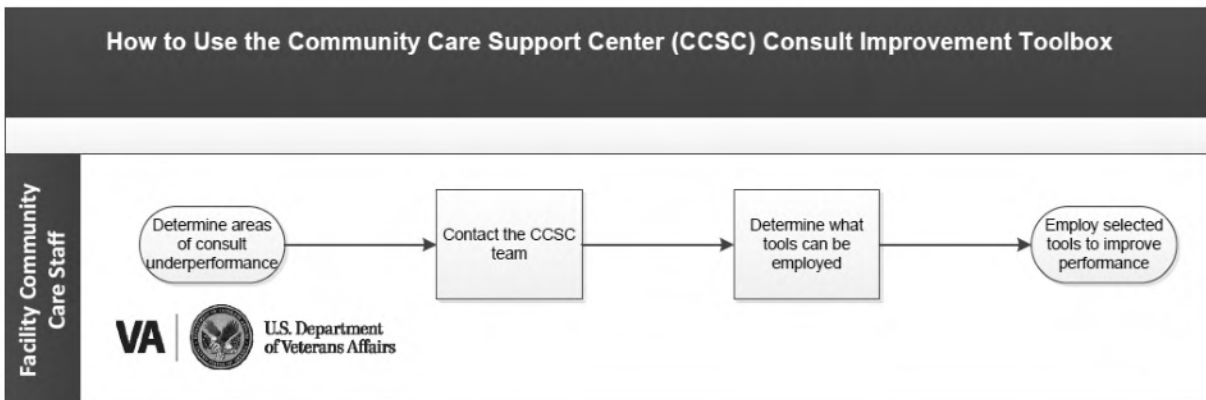 How to Use the Community Care Support Center (CCSC) Consult Improvement Toolbox
Facility Community
Care Staff
Determine areas
of consult
underperformance
Contact the CCSC
team
Determine what
tools can be
employed
Employ selected
tools to improve
performance
VA
U.S. Department
of Veterans Affairs